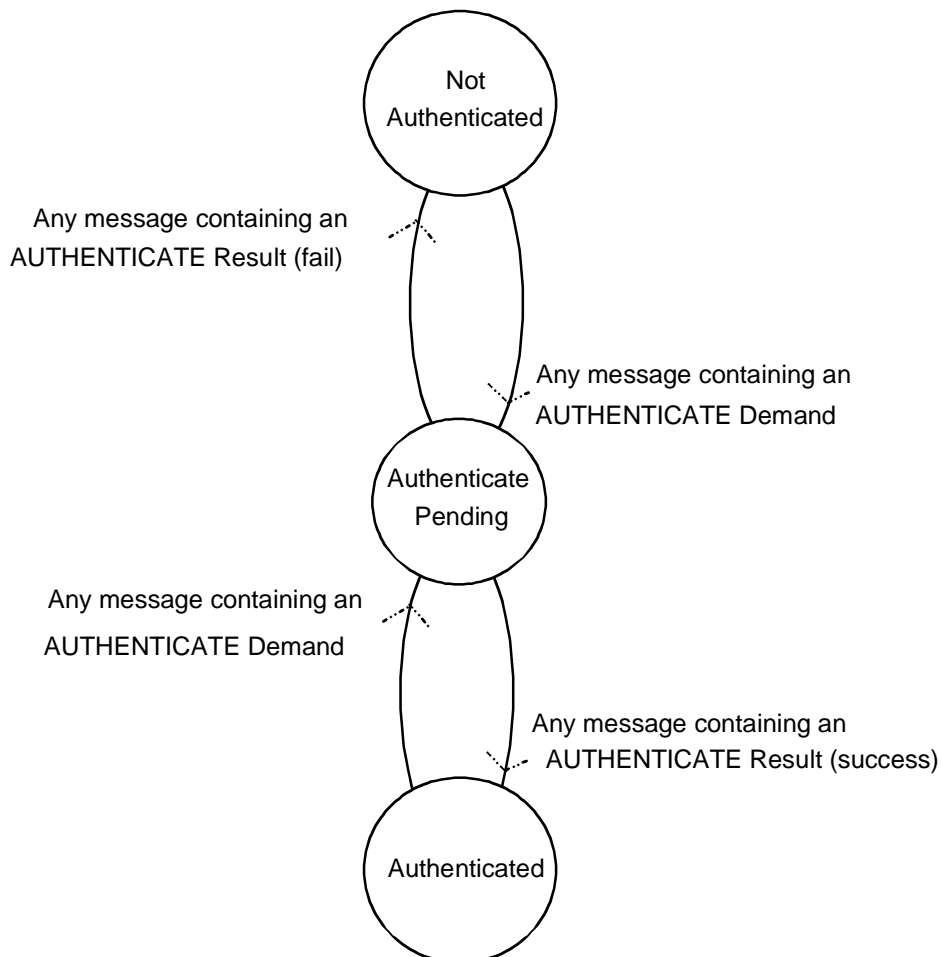 Not
Authenticated
Any message containing an
AUTHENTICATE Result (fail)
Any message containing an
AUTHENTICATE Demand
Authenticate
Pending
Any message containing an
AUTHENTICATE Demand
Any message containing an
AUTHENTICATE Result (success)
Authenticated